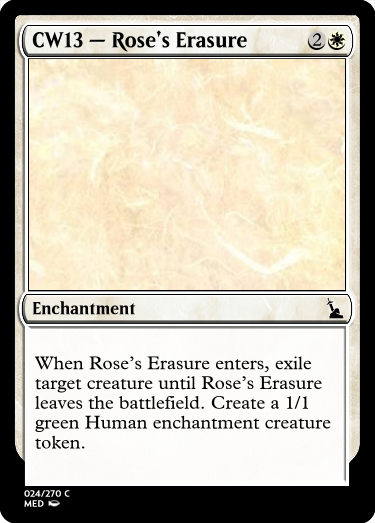 CW13 — Rose's Erasure 2
Enchantment
When Rose's Erasure enters, exile
target creature until Rose's Erasure
leaves the battlefield. Create a 1/1
green Human enchantment creature
token.
024/270 C
MED